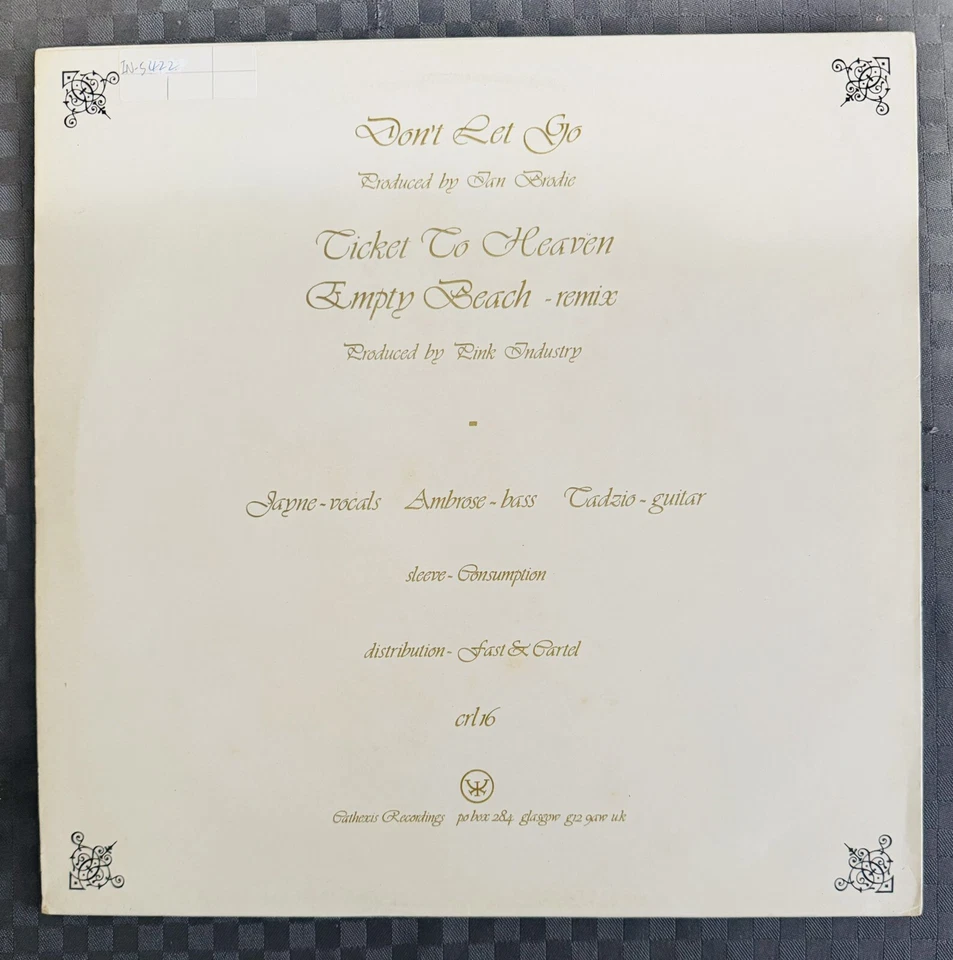 IN-5422
Don't Let Go
Produced by Ian Brodie
Ticket To Heaven
Empty Beach - remix
Produced by Pink Industry
Jayne - vocals Ambrose - bass Tadzio - guitar
sleeve - Consumption
distribution - Fast & Cartel
crl 16
Cathexis Recordings po box 284 glasgow g12 9aw uk